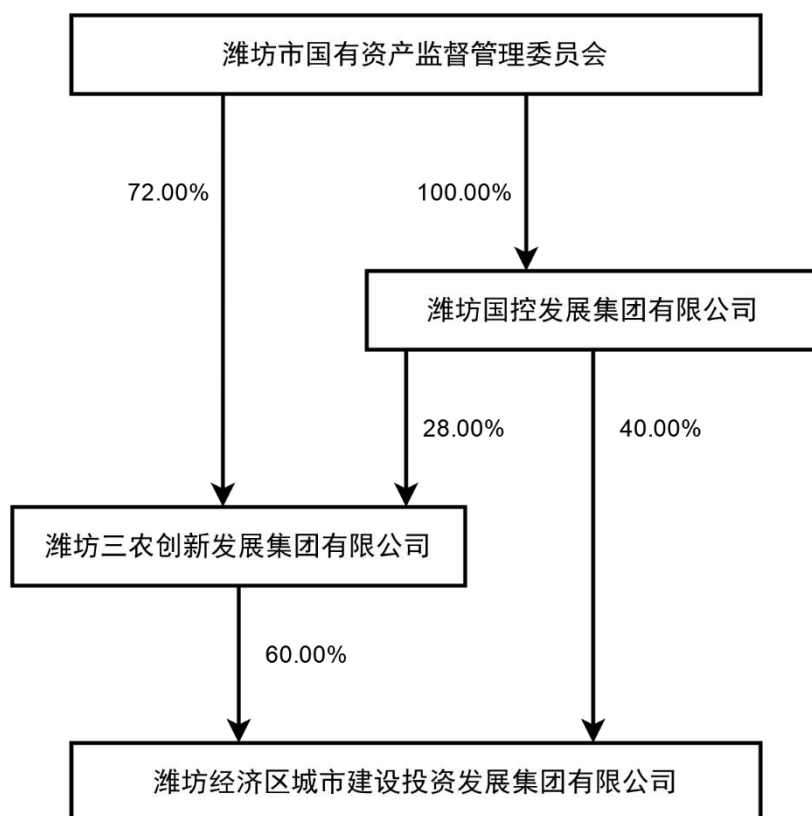 潍坊市国有资产监督管理委员会
72.00%
100.00%
潍坊国控发展集团有限公司
28.00%
40.00%
潍坊三农创新发展集团有限公司
60.00%
潍坊经济区城市建设投资发展集团有限公司